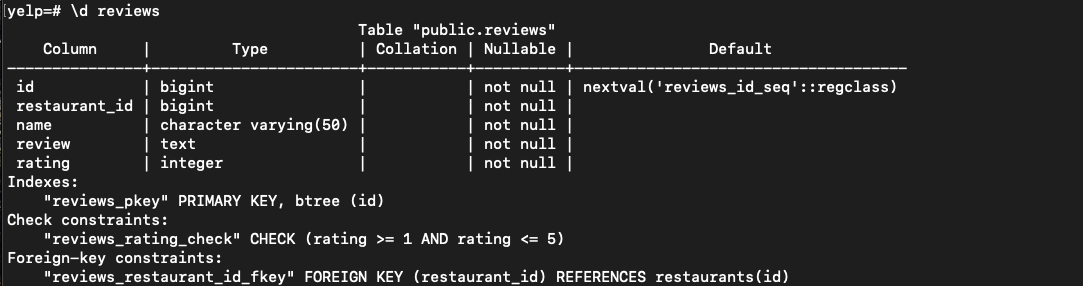 yelp=# \d reviews
                                  Table "public.reviews"
    Column     |         Type          | Collation | Nullable |               Default
---------------+-----------------------+-----------+----------+-------------------------------------
 id            | bigint                |           | not null | nextval('reviews_id_seq'::regclass)
 restaurant_id | bigint                |           | not null |
 name          | character varying(50) |           | not null |
 review        | text                  |           | not null |
 rating        | integer               |           | not null |
Indexes:
    "reviews_pkey" PRIMARY KEY, btree (id)
Check constraints:
    "reviews_rating_check" CHECK (rating >= 1 AND rating <= 5)
Foreign-key constraints:
    "reviews_restaurant_id_fkey" FOREIGN KEY (restaurant_id) REFERENCES restaurants(id)